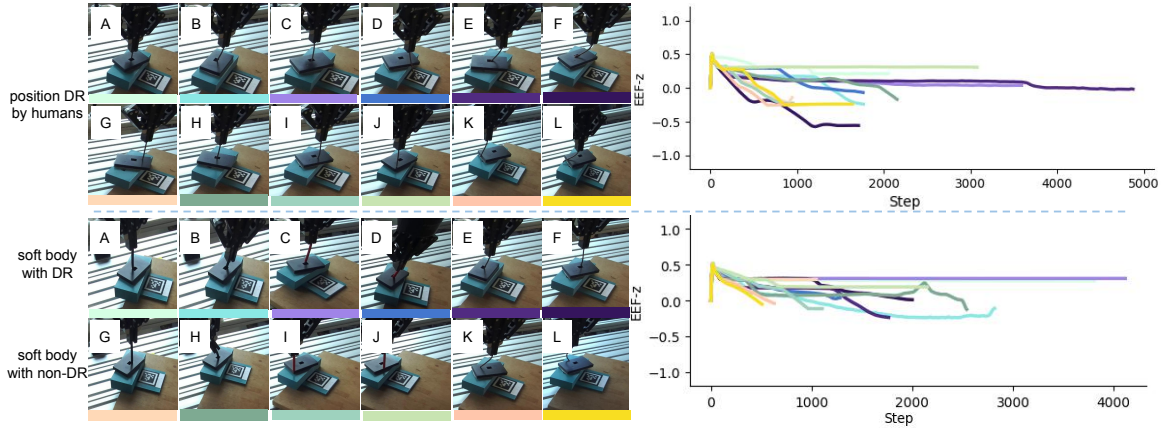 A B C D E F
position DR
by humans
G H I J K L
1.0
0.5
0.0
−0.5
−1.0
EEF-z
0 1000 2000 3000 4000 5000
Step
A B C D E F
soft body
with DR
G H I J K L
soft body
with non-DR
1.0
0.5
0.0
−0.5
−1.0
EEF-z
0 1000 2000 3000 4000
Step